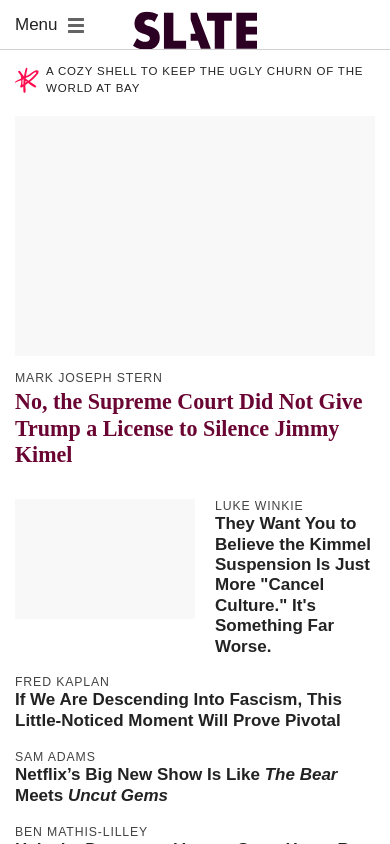 Menu
SLATE
A COZY SHELL TO KEEP THE UGLY CHURN OF THE
WORLD AT BAY
MARK JOSEPH STERN
No, the Supreme Court Did Not Give
Trump a License to Silence Jimmy
Kimel
LUKE WINKIE
They Want You to
Believe the Kimmel
Suspension Is Just
More "Cancel
Culture." It's
Something Far
Worse.
FRED KAPLAN
If We Are Descending Into Fascism, This
Little-Noticed Moment Will Prove Pivotal
SAM ADAMS
Netflix’s Big New Show Is Like The Bear
Meets Uncut Gems
BEN MATHIS-LILLEY